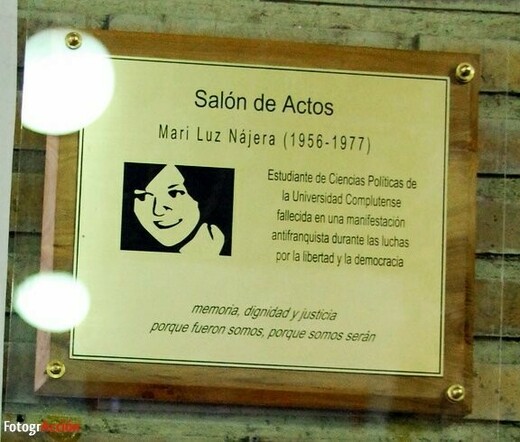 Salón de Actos
Mari Luz Nájera (1956-1977)
Estudiante de Ciencias Políticas de
la Universidad Complutense
fallecida en una manifestación
antifranquista durante las luchas
por la libertad y la democracia
memoria, dignidad y justicia
porque fueron somos, porque somos serán
FotogrAcción